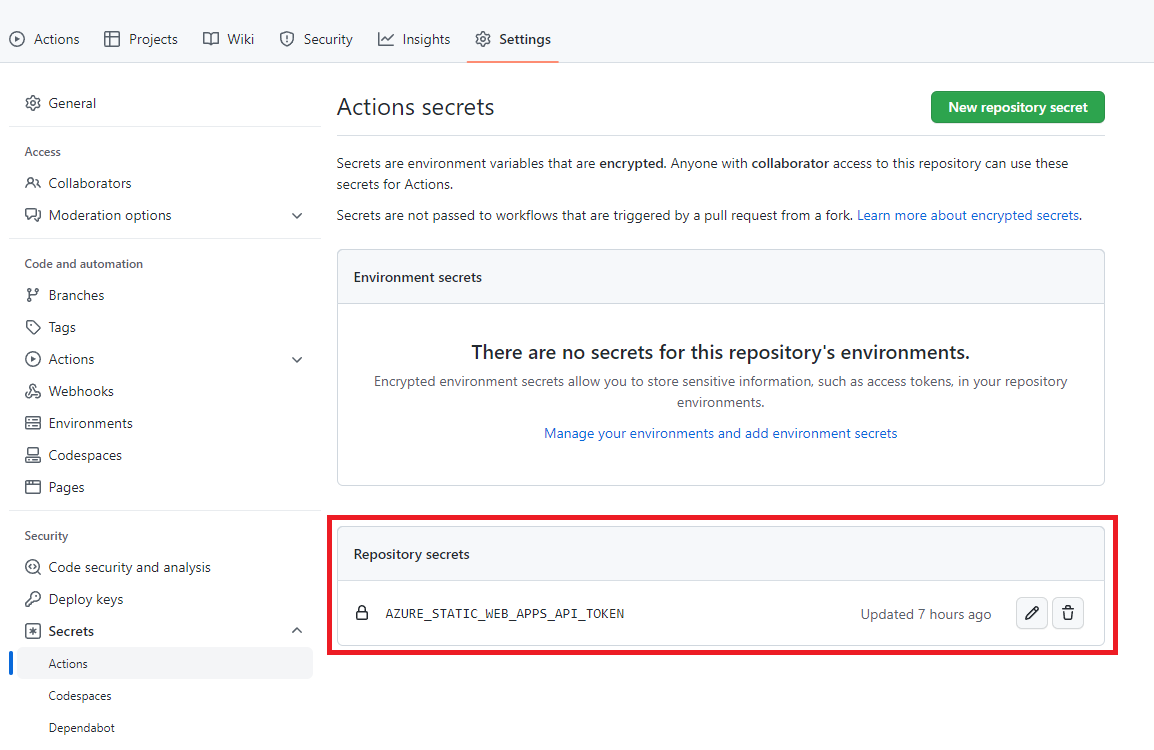 Actions
Projects
Wiki
Security
Insights
Settings
General
Access
Collaborators
Moderation options
Code and automation
Branches
Tags
Actions
Webhooks
Environments
Codespaces
Pages
Security
Code security and analysis
Deploy keys
Secrets
Actions
Codespaces
Dependabot
Actions secrets
New repository secret
Secrets are environment variables that are encrypted. Anyone with collaborator access to this repository can use these
secrets for Actions.
Secrets are not passed to workflows that are triggered by a pull request from a fork. Learn more about encrypted secrets.
Environment secrets
There are no secrets for this repository's environments.
Encrypted environment secrets allow you to store sensitive information, such as access tokens, in your repository
environments.
Manage your environments and add environment secrets
Repository secrets
AZURE_STATIC_WEB_APPS_API_TOKEN
Updated 7 hours ago